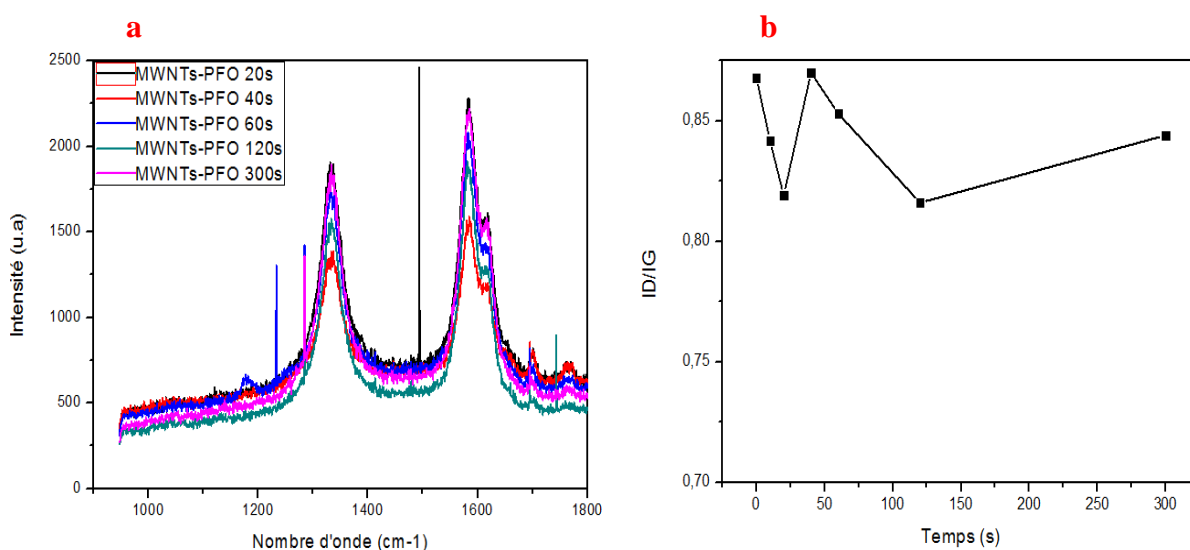 a
2500
2000
1500
1000
500
0
Intensité (u.a)
MWNTs-PFO 20s
MWNTs-PFO 40s
MWNTs-PFO 60s
MWNTs-PFO 120s
MWNTs-PFO 300s
1000 1200 1400 1600 1800
Nombre d'onde (cm-1)
b
0,85
0,80
0,75
0,70
ID/IG
0 50 100 150 200 250 300
Temps (s)